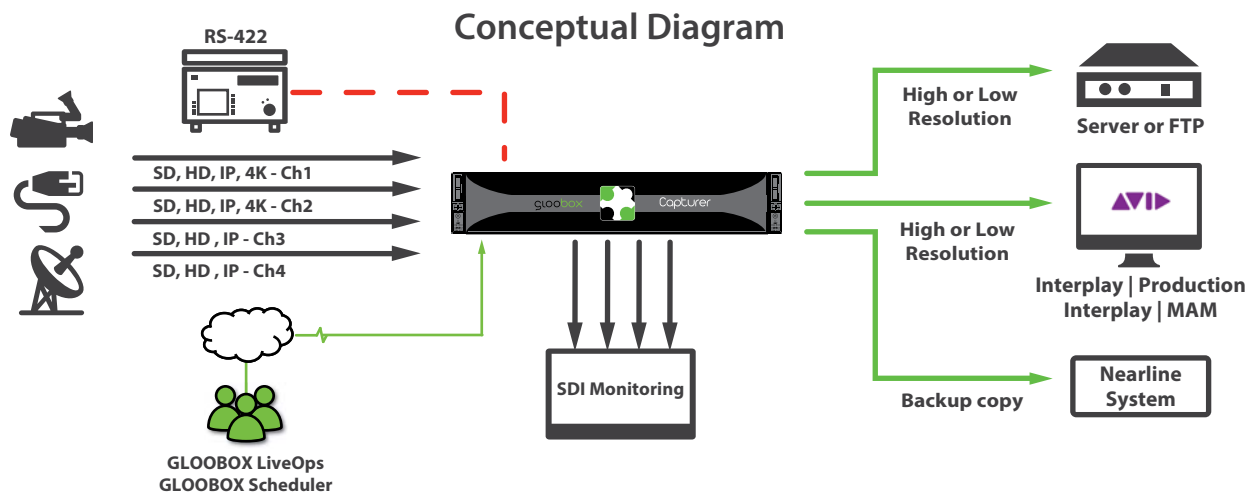 Conceptual Diagram
RS-422
SD, HD, IP, 4K - Ch1
SD, HD, IP, 4K - Ch2
SD, HD , IP - Ch3
SD, HD , IP - Ch4
gloobox
Capturer
High or Low
Resolution
Server or FTP
High or Low
Resolution
AVID
Interplay | Production
Interplay | MAM
SDI Monitoring
Backup copy
Nearline
System
GLOOBOX LiveOps
GLOOBOX Scheduler